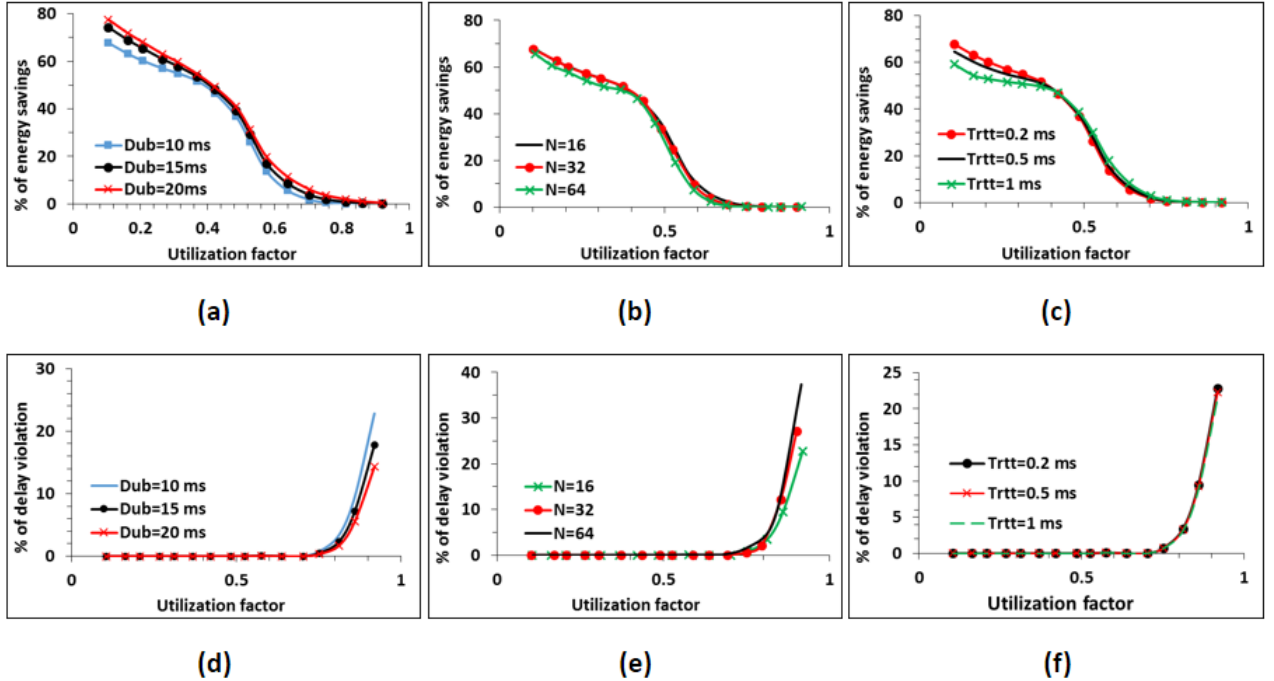 % of energy savings
80
60
40
20
0
Dub=10 ms
Dub=15ms
Dub=20ms
0
0.2
0.4
0.6
0.8
1
Utilization factor
(a)
% of energy savings
80
60
40
20
0
N=16
N=32
N=64
0
0.5
1
Utilization factor
(b)
% of energy savings
80
60
40
20
0
Trtt=0.2 ms
Trtt=0.5 ms
Trtt=1 ms
0
0.5
1
Utilization factor
(c)
% of delay violation
30
20
10
0
Dub=10 ms
Dub=15 ms
Dub=20 ms
0
0.5
1
Utilization factor
(d)
% of delay violation
40
30
20
10
0
N=16
N=32
N=64
0
0.5
1
Utilization factor
(e)
% of delay violation
25
20
15
10
5
0
Trtt=0.2 ms
Trtt=0.5 ms
Trtt=1 ms
0
0.5
1
Utilization factor
(f)